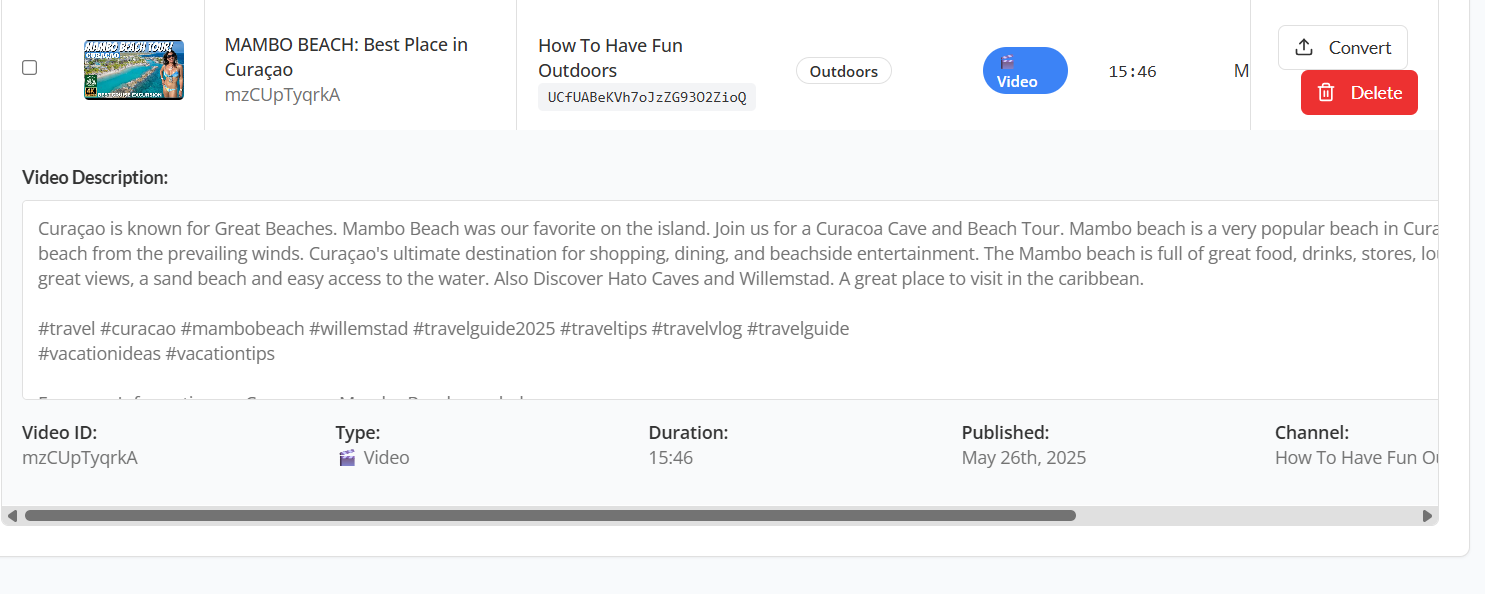 MAMBO BEACH TOUR!
CURAÇAO
4K
BEST CRUISE EXCURSION
MAMBO BEACH: Best Place in
Curaçao
mzCUpTyqrkA
How To Have Fun
Outdoors
UCfUABeKVh7oJzZG93O2ZioQ
Outdoors
Video
15:46
M
Convert
Delete
Video Description:
Curaçao is known for Great Beaches. Mambo Beach was our favorite on the island. Join us for a Curacoa Cave and Beach Tour. Mambo beach is a very popular beach in Cura
beach from the prevailing winds. Curaçao's ultimate destination for shopping, dining, and beachside entertainment. The Mambo beach is full of great food, drinks, stores, lo
great views, a sand beach and easy access to the water. Also Discover Hato Caves and Willemstad. A great place to visit in the caribbean.
#travel #curacao #mambobeach #willemstad #travelguide2025 #traveltips #travelvlog #travelguide
#vacationideas #vacationtips
Video ID:
mzCUpTyqrkA
Type:
Video
Duration:
15:46
Published:
May 26th, 2025
Channel:
How To Have Fun Ou